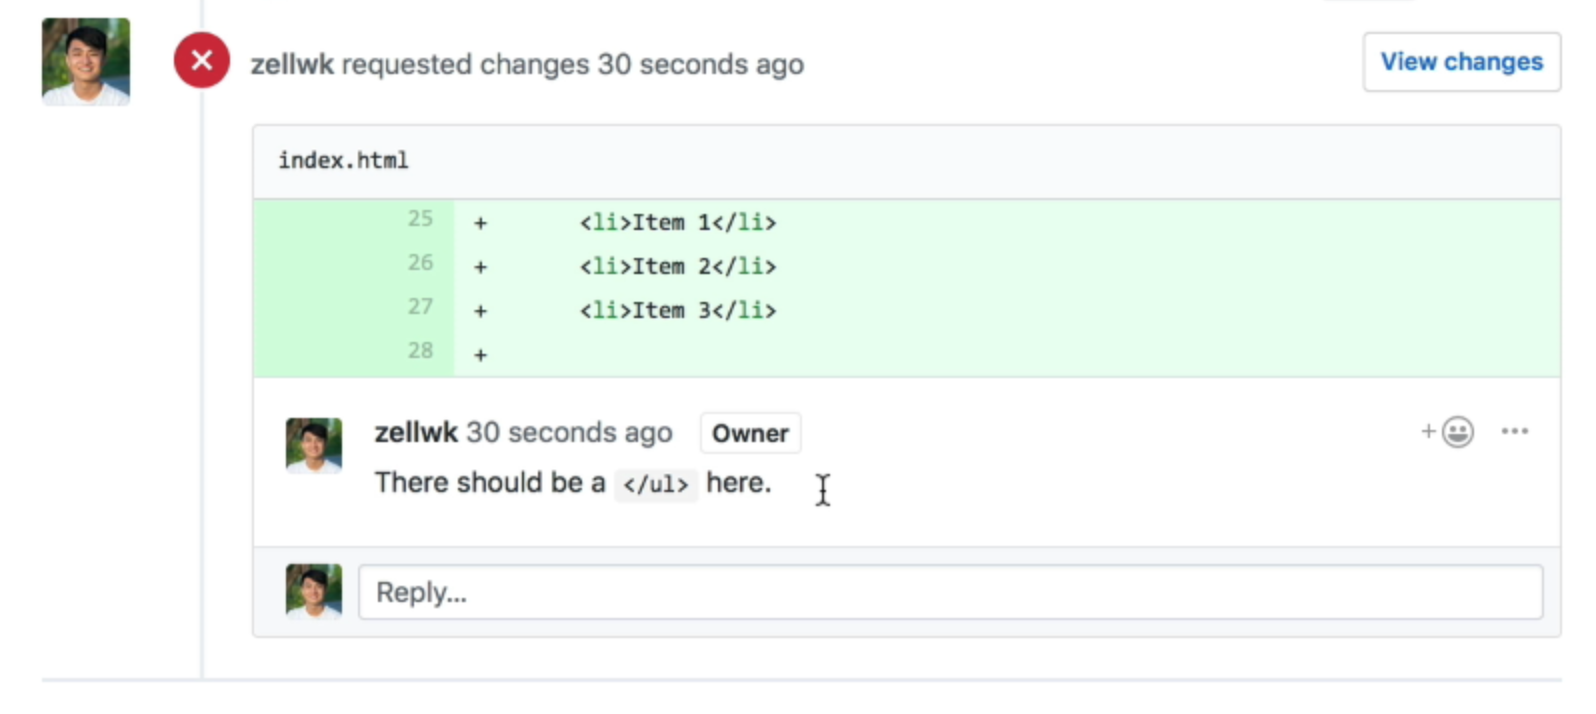 zellwk requested changes 30 seconds ago
View changes
index.html
25 + <li>Item 1</li>
26 + <li>Item 2</li>
27 + <li>Item 3</li>
28 +
zellwk 30 seconds ago Owner
There should be a </ul> here.
Reply...